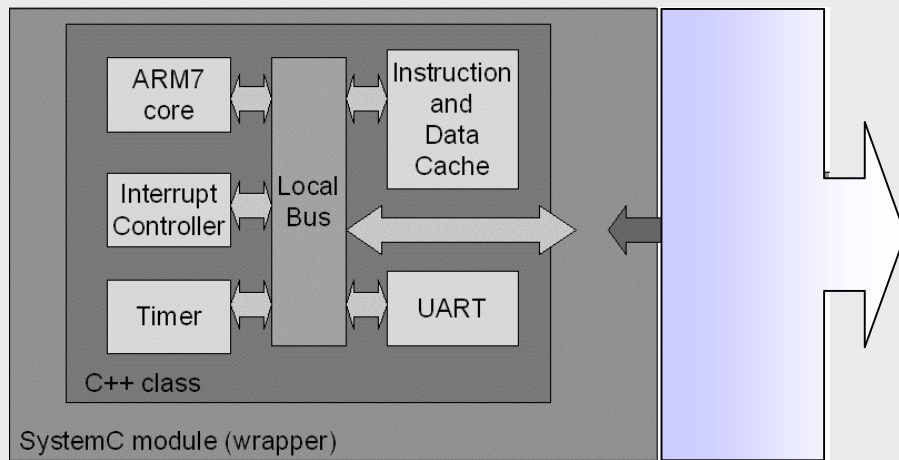 ARM7
core
Instruction
and
Data
Cache
Interrupt
Controller
Local
Bus
Timer
UART
C++ class
SystemC module (wrapper)